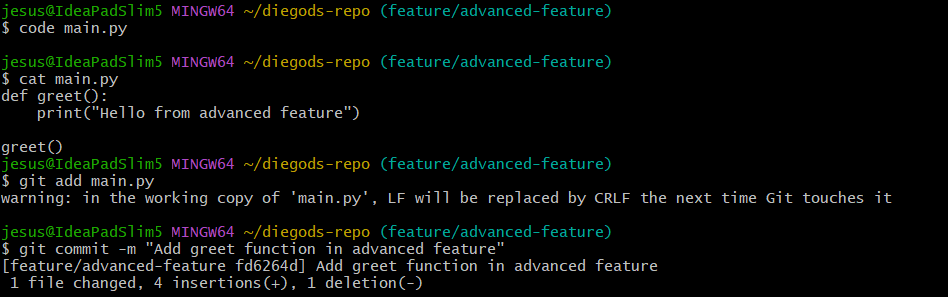 jesus@IdeaPadSlim5 MINGW64 ~/diegods-repo (feature/advanced-feature)
$ code main.py
jesus@IdeaPadSlim5 MINGW64 ~/diegods-repo (feature/advanced-feature)
$ cat main.py
def greet():
    print("Hello from advanced feature")
greet()
jesus@IdeaPadSlim5 MINGW64 ~/diegods-repo (feature/advanced-feature)
$ git add main.py
warning: in the working copy of 'main.py', LF will be replaced by CRLF the next time Git touches it
jesus@IdeaPadSlim5 MINGW64 ~/diegods-repo (feature/advanced-feature)
$ git commit -m "Add greet function in advanced feature"
[feature/advanced-feature fd6264d] Add greet function in advanced feature
 1 file changed, 4 insertions(+), 1 deletion(-)